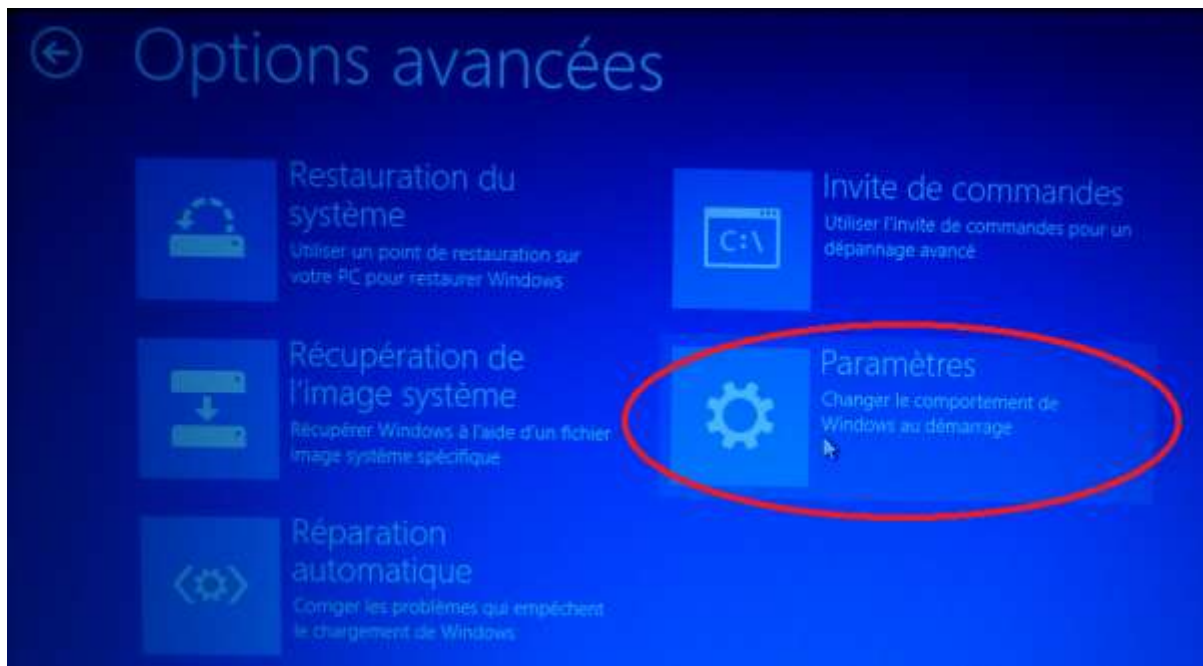 Options avancées
Restauration du
système
Utiliser un point de restauration sur
votre PC pour restaurer Windows
Récupération de
l'image système
Récupérer Windows à l'aide d'un fichier
image système spécifique
Réparation
automatique
Corriger les problèmes qui empêchent
le chargement de Windows
Invite de commandes
Utiliser l'invite de commandes pour un
dépannage avancé
C:\
Paramètres
Changer le comportement de
Windows au démarrage